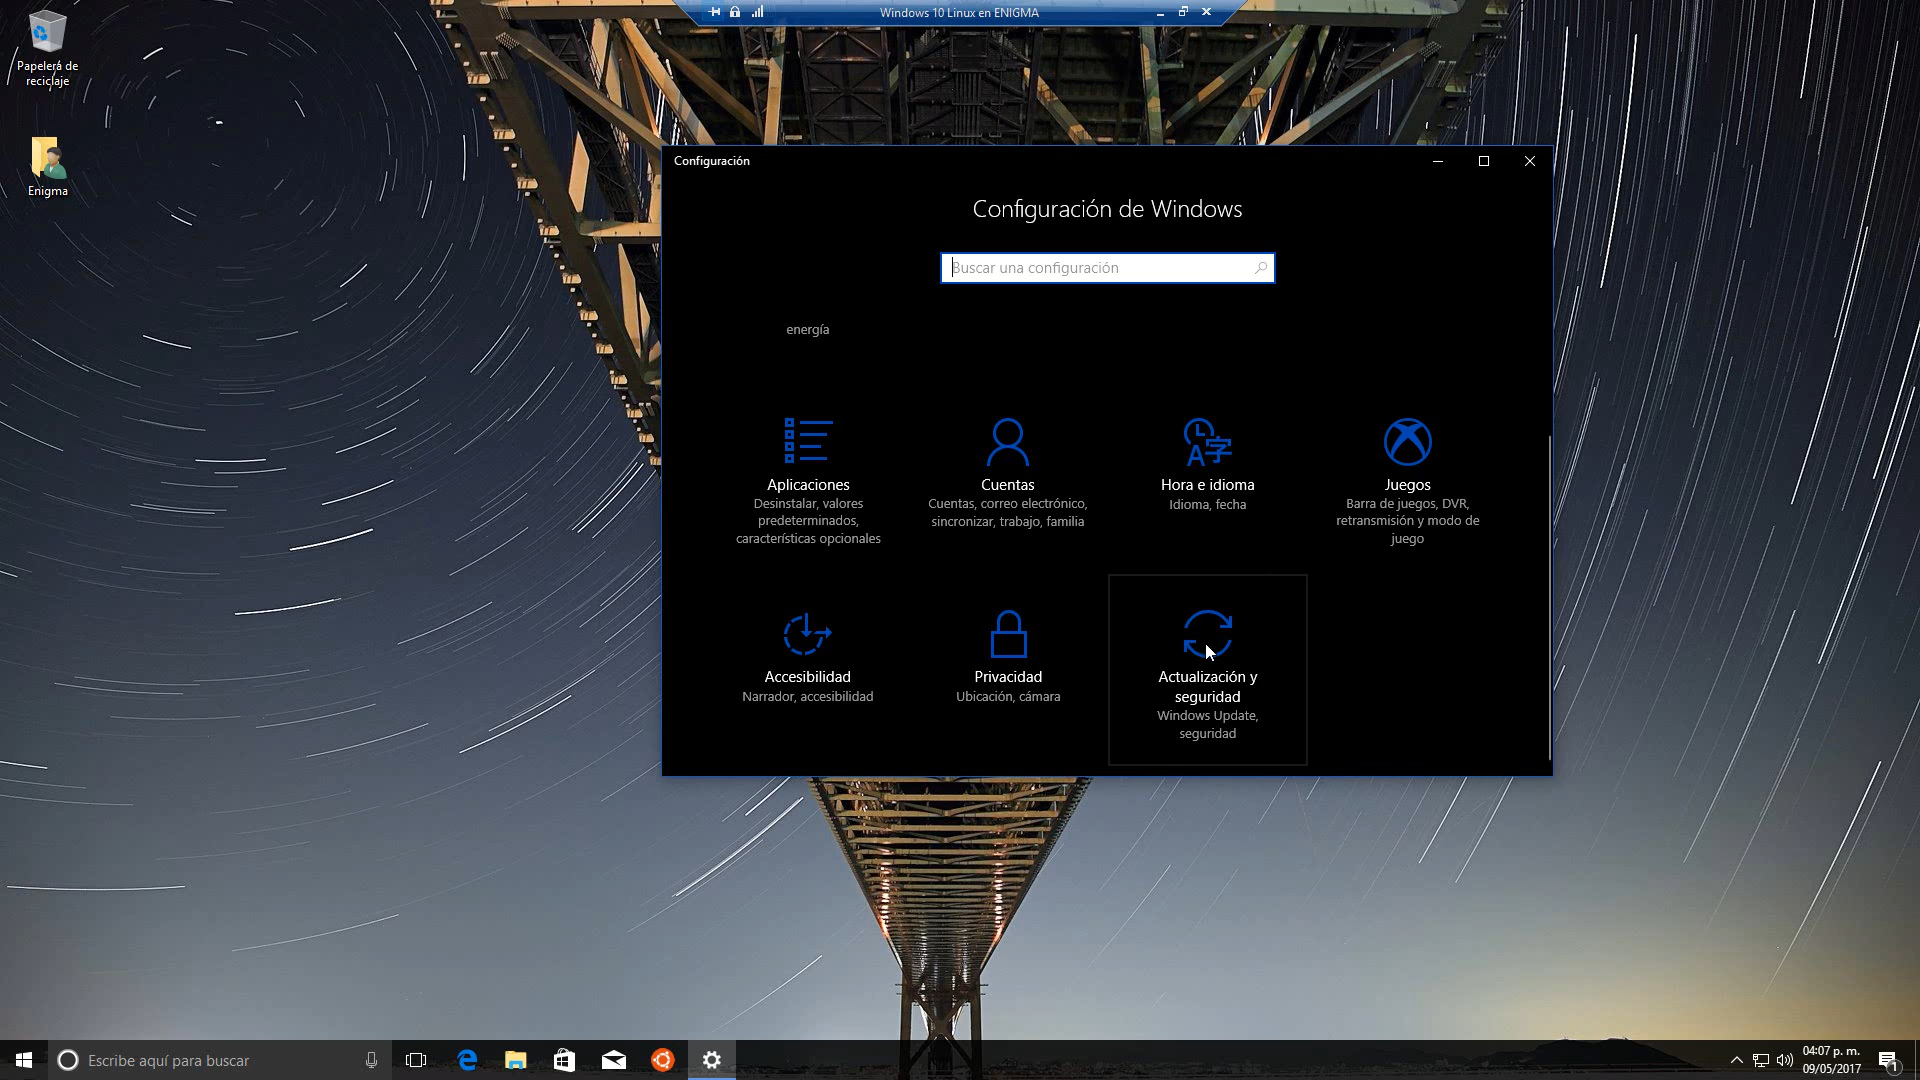 Windows 10 Linux en ENIGMA
Papelera de
reciclaje
Enigma
Configuración
Configuración de Windows
Buscar una configuración
energía
Aplicaciones
Desinstalar, valores
predeterminados,
características opcionales
Cuentas
Cuentas, correo electrónico,
sincronizar, trabajo, familia
Hora e idioma
Idioma, fecha
Juegos
Barra de juegos, DVR,
retransmisión y modo de
juego
Accesibilidad
Narrador, accesibilidad
Privacidad
Ubicación, cámara
Actualización y
seguridad
Windows Update,
seguridad
Escribe aquí para buscar
04:07 p. m.
09/05/2017
1